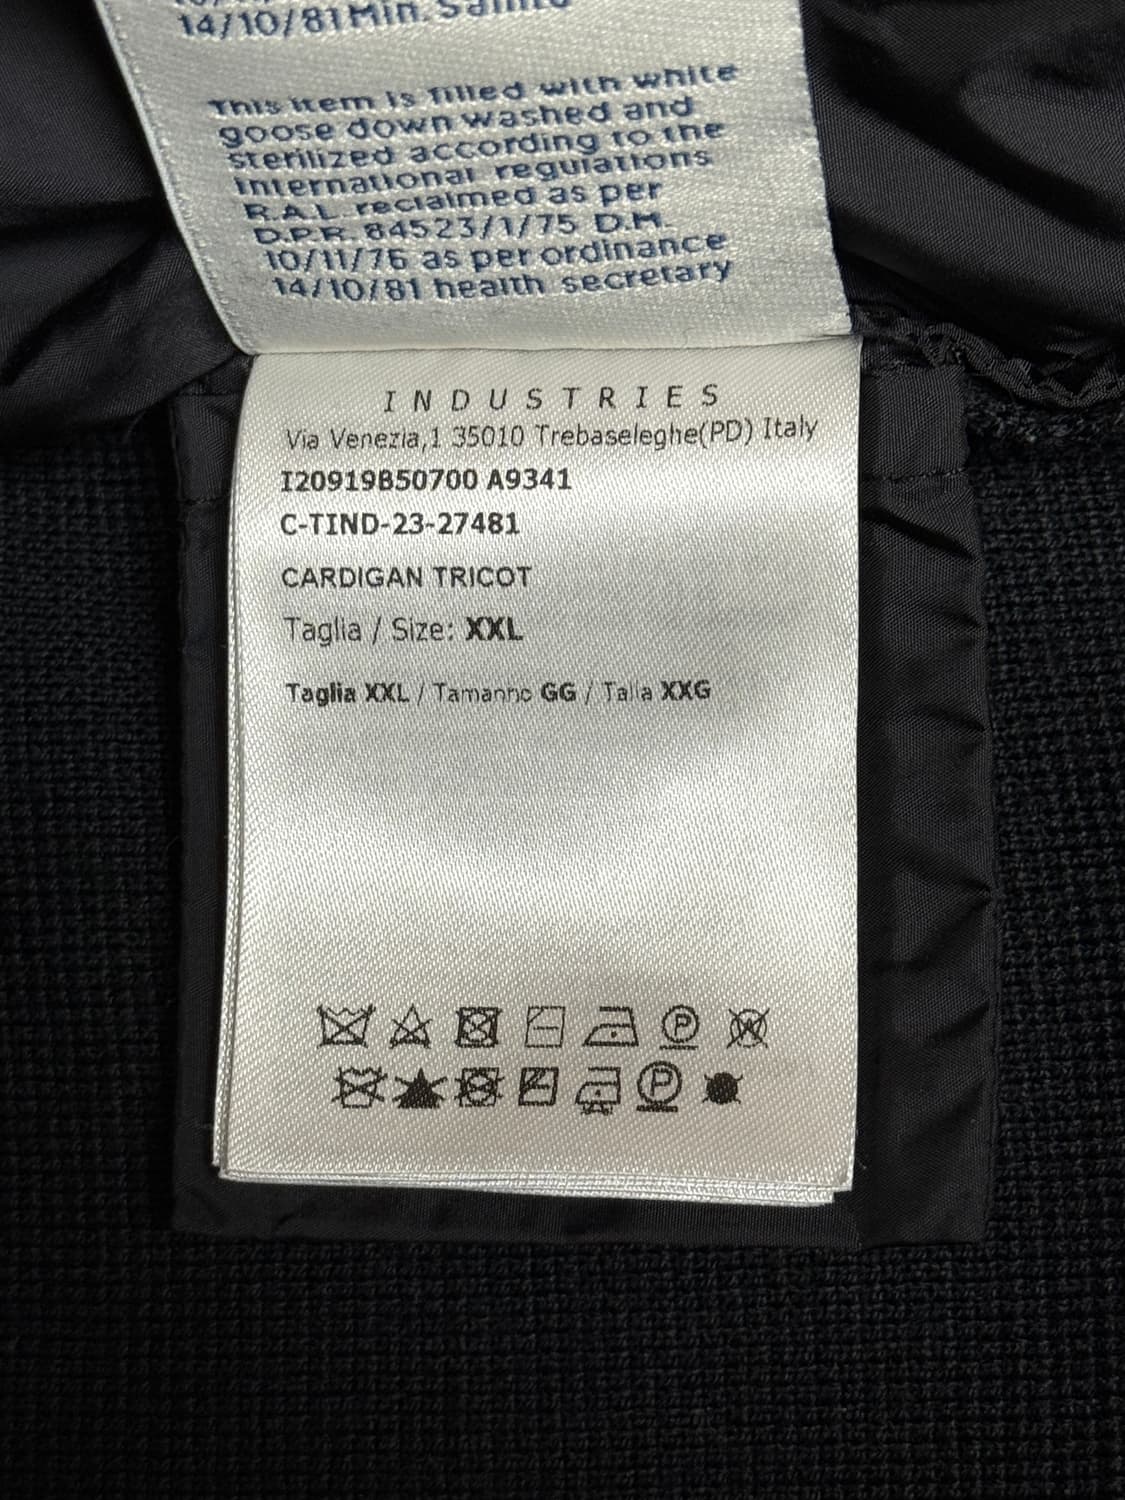 14/10/81 Min. Sanità
This item is filled with white
goose down washed and
sterilized according to the
international regulations
R.A.L. reclaimed as per
D.P.R. 84523/1/75 D.M.
10/11/76 as per ordinance
14/10/81 health secretary
INDUSTRIES
Via Venezia,1 35010 Trebaseleghe(PD) Italy
I20919B50700 A9341
C-TIND-23-27481
CARDIGAN TRICOT
Taglia / Size: XXL
Taglia XXL / Tamanho GG / Talla XXG
P
W
P